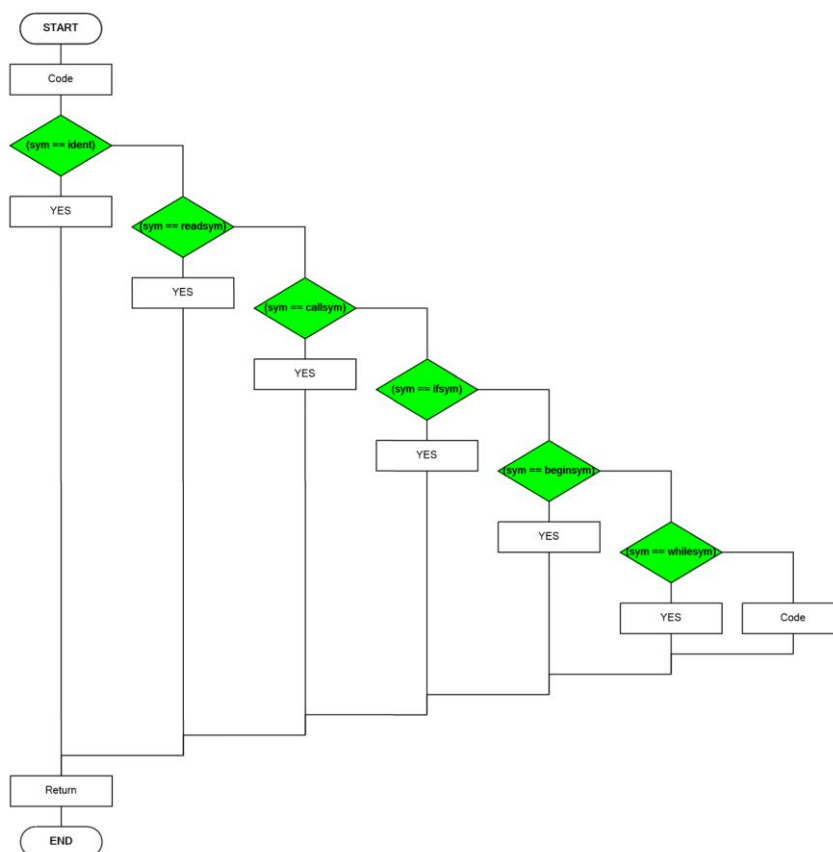 START
Code
(sym == ident)
YES
(sym == readsym)
YES
(sym == callsym)
YES
(sym == ifsym)
YES
(sym == beginsym)
YES
(sym == whilesym)
YES
Code
Return
END